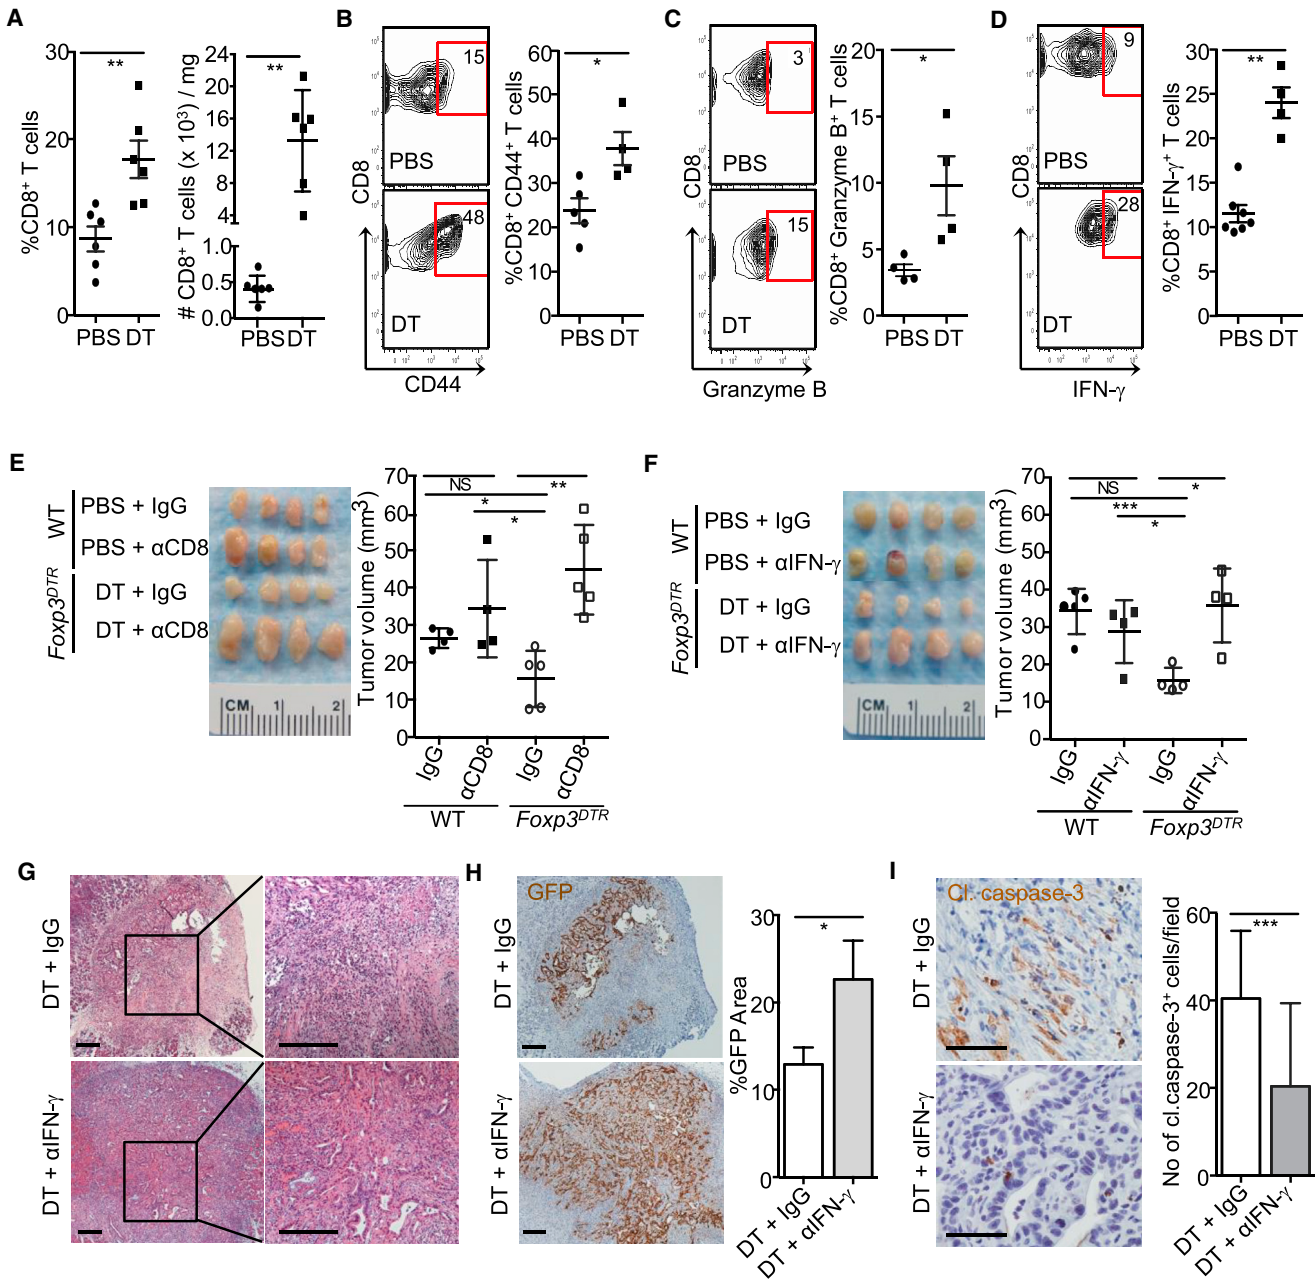 A
%CD8+ T cells
30
20
10
0
**
PBS DT
# CD8+ T cells (x 10³) / mg
24
20
16
12
8
4
1.0
0.5
0.0
**
PBS DT
B
CD8
15
PBS
48
DT
CD44
%CD8+ CD44+ T cells
60
50
40
30
20
10
0
*
PBS DT
C
CD8
3
PBS
15
DT
Granzyme B
%CD8+ Granzyme B+ T cells
20
15
10
5
0
*
PBS DT
D
CD8
9
PBS
28
DT
IFN-γ
%CD8+ IFN-γ+ T cells
30
25
20
15
10
5
0
**
PBS DT
E
WT
PBS + IgG
PBS + αCD8
Foxp3DTR
DT + IgG
DT + αCD8
CM 1 2
Tumor volume (mm3)
70
60
50
40
30
20
10
0
NS
**
*
*
IgG αCD8 IgG αCD8
WT Foxp3DTR
F
WT
PBS + IgG
PBS + αIFN-γ
Foxp3DTR
DT + IgG
DT + αIFN-γ
CM 1 2
Tumor volume (mm3)
70
60
50
40
30
20
10
0
NS
*
***
*
IgG αIFN-γ IgG αIFN-γ
WT Foxp3DTR
G
DT + IgG
DT + αIFN-γ
H
GFP
DT + IgG
DT + αIFN-γ
%GFP Area
30
20
10
0
*
DT + IgG
DT + αIFN-γ
I
Cl. caspase-3
DT + IgG
DT + αIFN-γ
No of cl.caspase-3+ cells/field
60
40
20
0
***
DT + IgG
DT + αIFN-γ